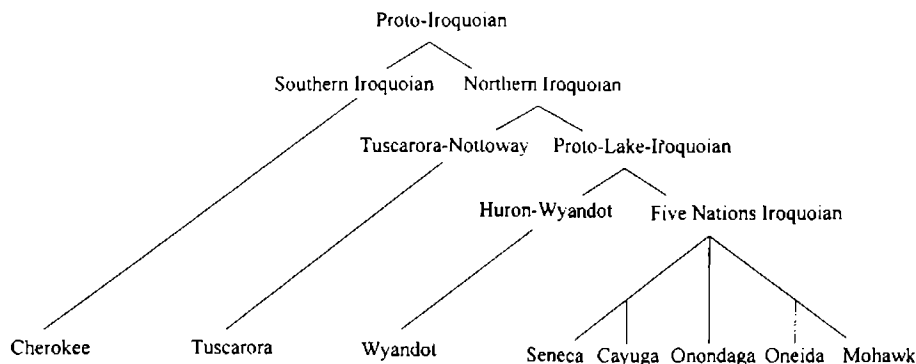 Proto-Iroquoian
Southern Iroquoian Northern Iroquoian
Tuscarora-Nottoway Proto-Lake-Iroquoian
Huron-Wyandot Five Nations Iroquoian
Cherokee Tuscarora Wyandot Seneca Cayuga Onondaga Oneida Mohawk